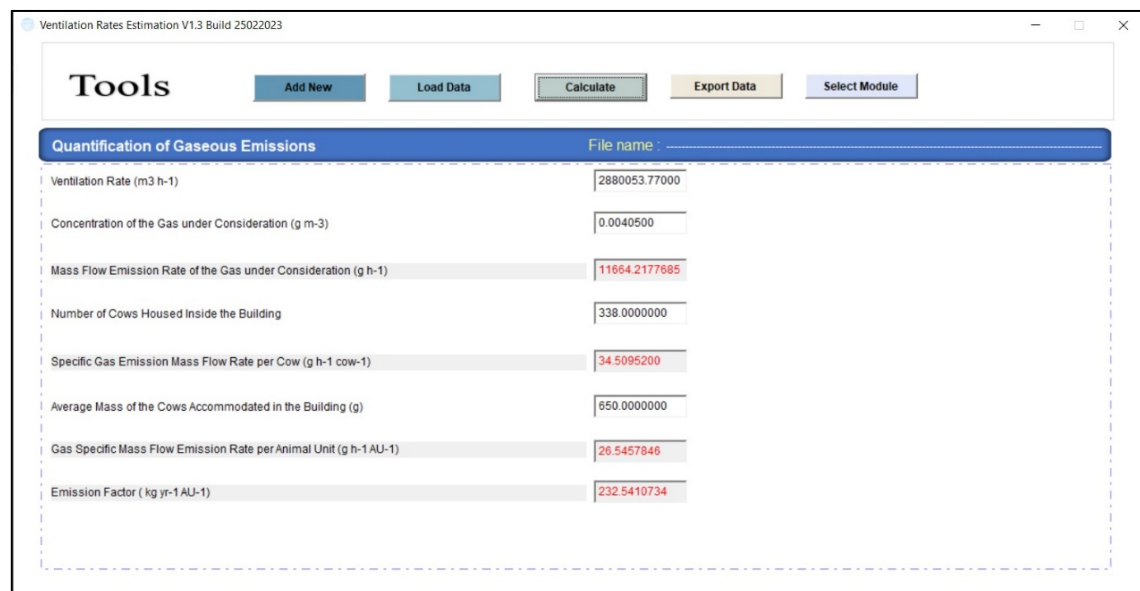 Ventilation Rates Estimation V1.3 Build 25022023
Tools Add New Load Data Calculate Export Data Select Module
Quantification of Gaseous Emissions File name :
Ventilation Rate (m3 h-1) 2880053.77000
Concentration of the Gas under Consideration (g m-3) 0.0040500
Mass Flow Emission Rate of the Gas under Consideration (g h-1) 11664.2177685
Number of Cows Housed Inside the Building 338.0000000
Specific Gas Emission Mass Flow Rate per Cow (g h-1 cow-1) 34.5095200
Average Mass of the Cows Accommodated in the Building (g) 650.0000000
Gas Specific Mass Flow Emission Rate per Animal Unit (g h-1 AU-1) 26.5457846
Emission Factor ( kg yr-1 AU-1) 232.5410734